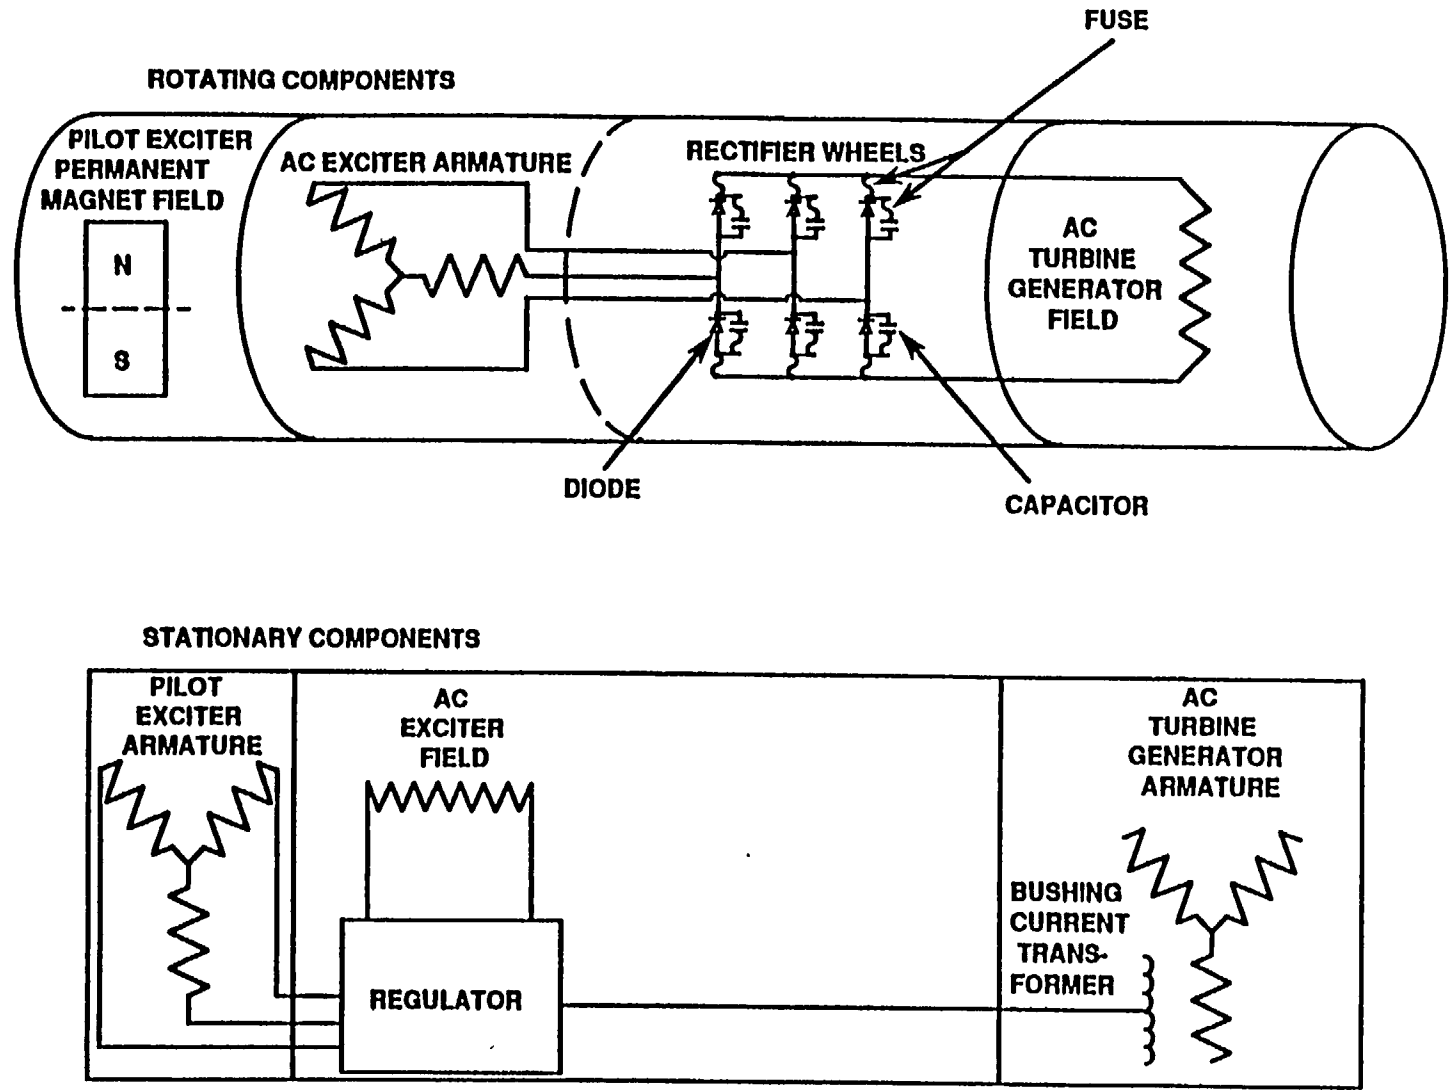 FUSE
ROTATING COMPONENTS
PILOT EXCITER
PERMANENT
MAGNET FIELD
N
S
AC EXCITER ARMATURE
RECTIFIER WHEELS
AC
TURBINE
GENERATOR
FIELD
DIODE
CAPACITOR
STATIONARY COMPONENTS
PILOT
EXCITER
ARMATURE
AC
EXCITER
FIELD
REGULATOR
AC
TURBINE
GENERATOR
ARMATURE
BUSHING
CURRENT
TRANS-
FORMER